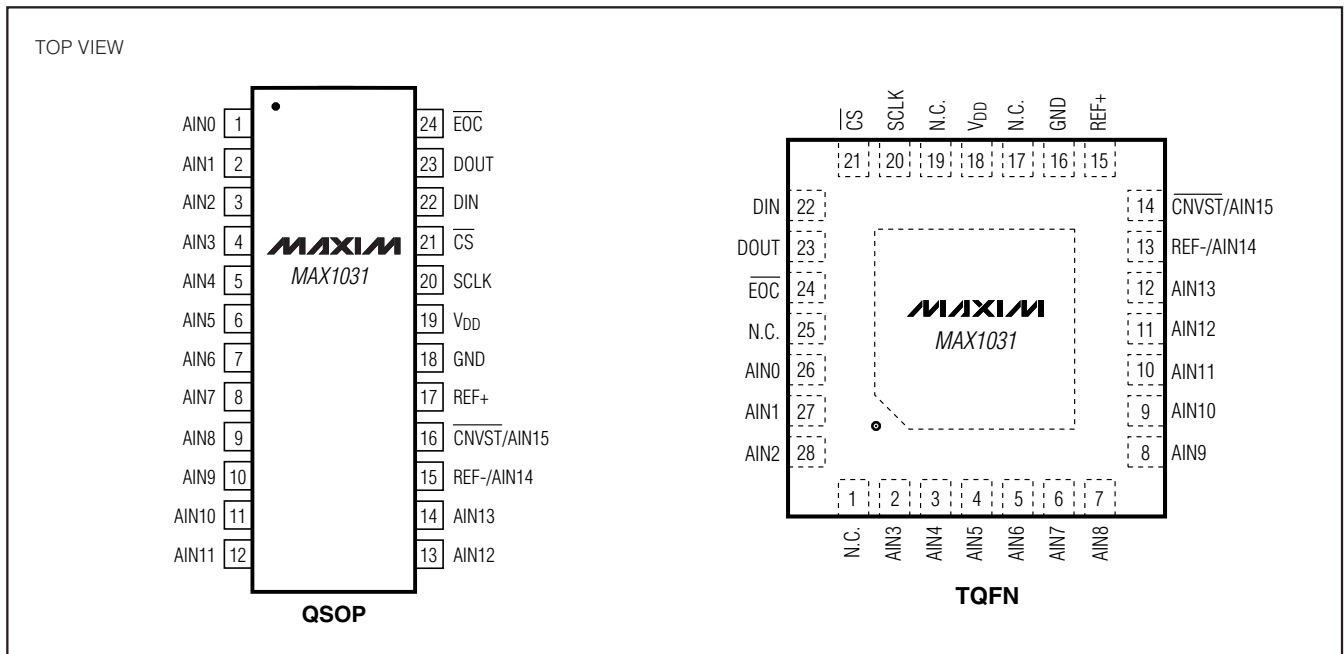 TOP VIEW
AIN0 1
AIN1 2
AIN2 3
AIN3 4
AIN4 5
AIN5 6
AIN6 7
AIN7 8
AIN8 9
AIN9 10
AIN10 11
AIN11 12
MAXIM
MAX1031
24 EOC
23 DOUT
22 DIN
21 CS
20 SCLK
19 VDD
18 GND
17 REF+
16 CNVST/AIN15
15 REF-/AIN14
14 AIN13
13 AIN12
QSOP
CS SCLK N.C. VDD N.C. GND REF+
21 20 19 18 17 16 15
DIN 22
DOUT 23
EOC 24
N.C. 25
AIN0 26
AIN1 27
AIN2 28
MAXIM
MAX1031
14 CNVST/AIN15
13 REF-/AIN14
12 AIN13
11 AIN12
10 AIN11
9 AIN10
8 AIN9
1 2 3 4 5 6 7
N.C. AIN3 AIN4 AIN5 AIN6 AIN7 AIN8
TQFN